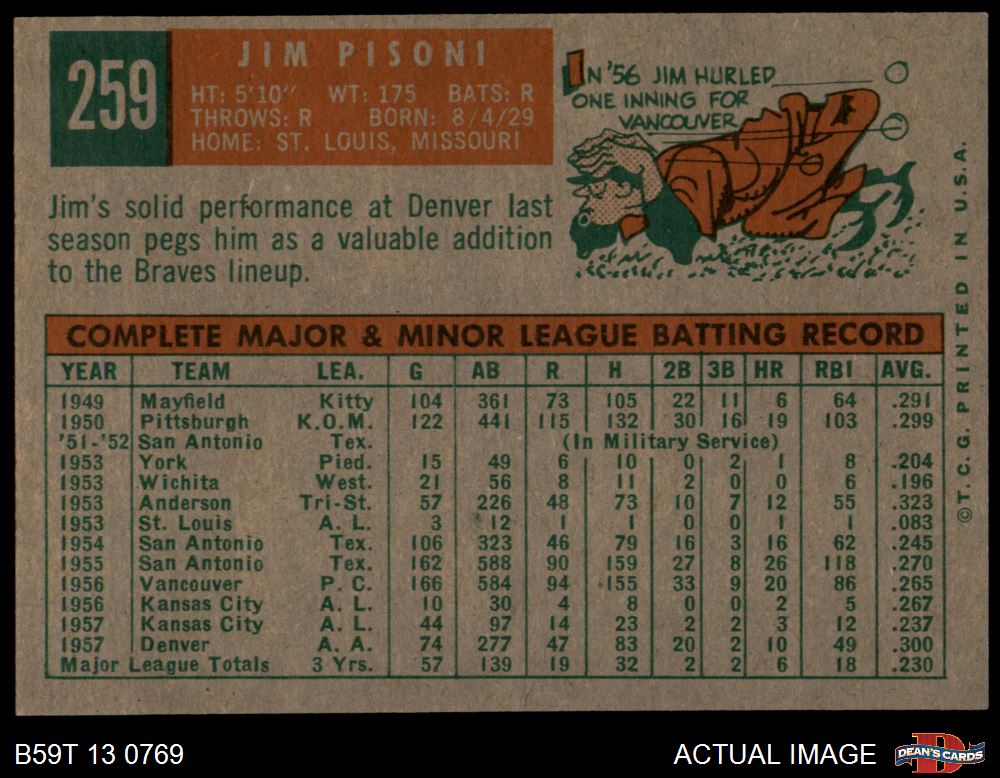 259
JIM PISONI
HT: 5'10" WT: 175 BATS: R
THROWS: R BORN: 8/4/29
HOME: ST. LOUIS, MISSOURI
IN '56 JIM HURLED
ONE INNING FOR
VANCOUVER
Jim's solid performance at Denver last
season pegs him as a valuable addition
to the Braves lineup.
COMPLETE MAJOR & MINOR LEAGUE BATTING RECORD
YEAR TEAM LEA. G AB R H 2B 3B HR RBI AVG.
1949 Mayfield Kitty 104 361 73 105 22 11 6 64 .291
1950 Pittsburgh K.O.M. 122 441 115 132 30 16 19 103 .299
'51-'52 San Antonio Tex. (In Military Service)
1953 York Pied. 15 49 6 10 0 2 1 8 .204
1953 Wichita West. 21 56 8 11 2 0 0 6 .196
1953 Anderson Tri-St. 57 226 48 73 10 7 12 55 .323
1953 St. Louis A. L. 3 12 1 1 0 0 1 1 .083
1954 San Antonio Tex. 106 323 46 79 16 3 16 62 .245
1955 San Antonio Tex. 162 588 90 159 27 8 26 118 .270
1956 Vancouver P. C. 166 584 94 155 33 9 20 86 .265
1956 Kansas City A. L. 10 30 4 8 0 0 2 5 .267
1957 Kansas City A. L. 44 97 14 23 2 2 3 12 .237
1957 Denver A. A. 74 277 47 83 20 2 10 49 .300
Major League Totals 3 Yrs. 57 139 19 32 2 2 6 18 .230
©T.C.G. PRINTED IN U.S.A.
B59T 13 0769
ACTUAL IMAGE
D
DEAN'S CARDS